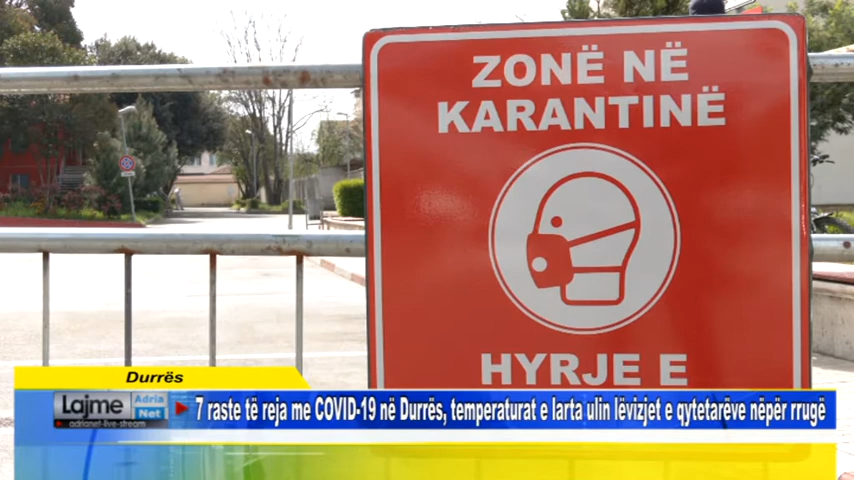 ZONË NË
KARANTINË
HYRJE E
Durrës
Lajme Adria Net
adrianet-live-stream
7 raste të reja me COVID-19 në Durrës, temperaturat e larta ulin lëvizjet e qytetarëve nëpër rrugë